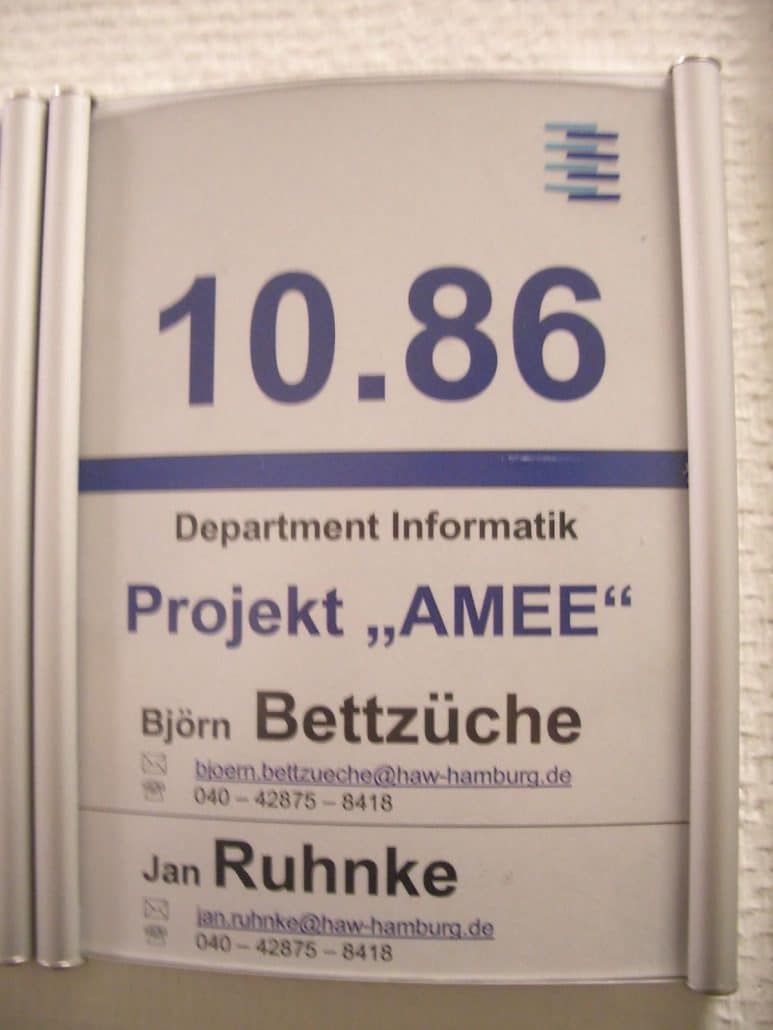 10.86
Department Informatik
Projekt „AMEE“
Björn Bettzüche
bjoern.bettzueche@haw-hamburg.de
040 – 42875 – 8418
Jan Ruhnke
jan.ruhnke@haw-hamburg.de
040 – 42875 – 8418